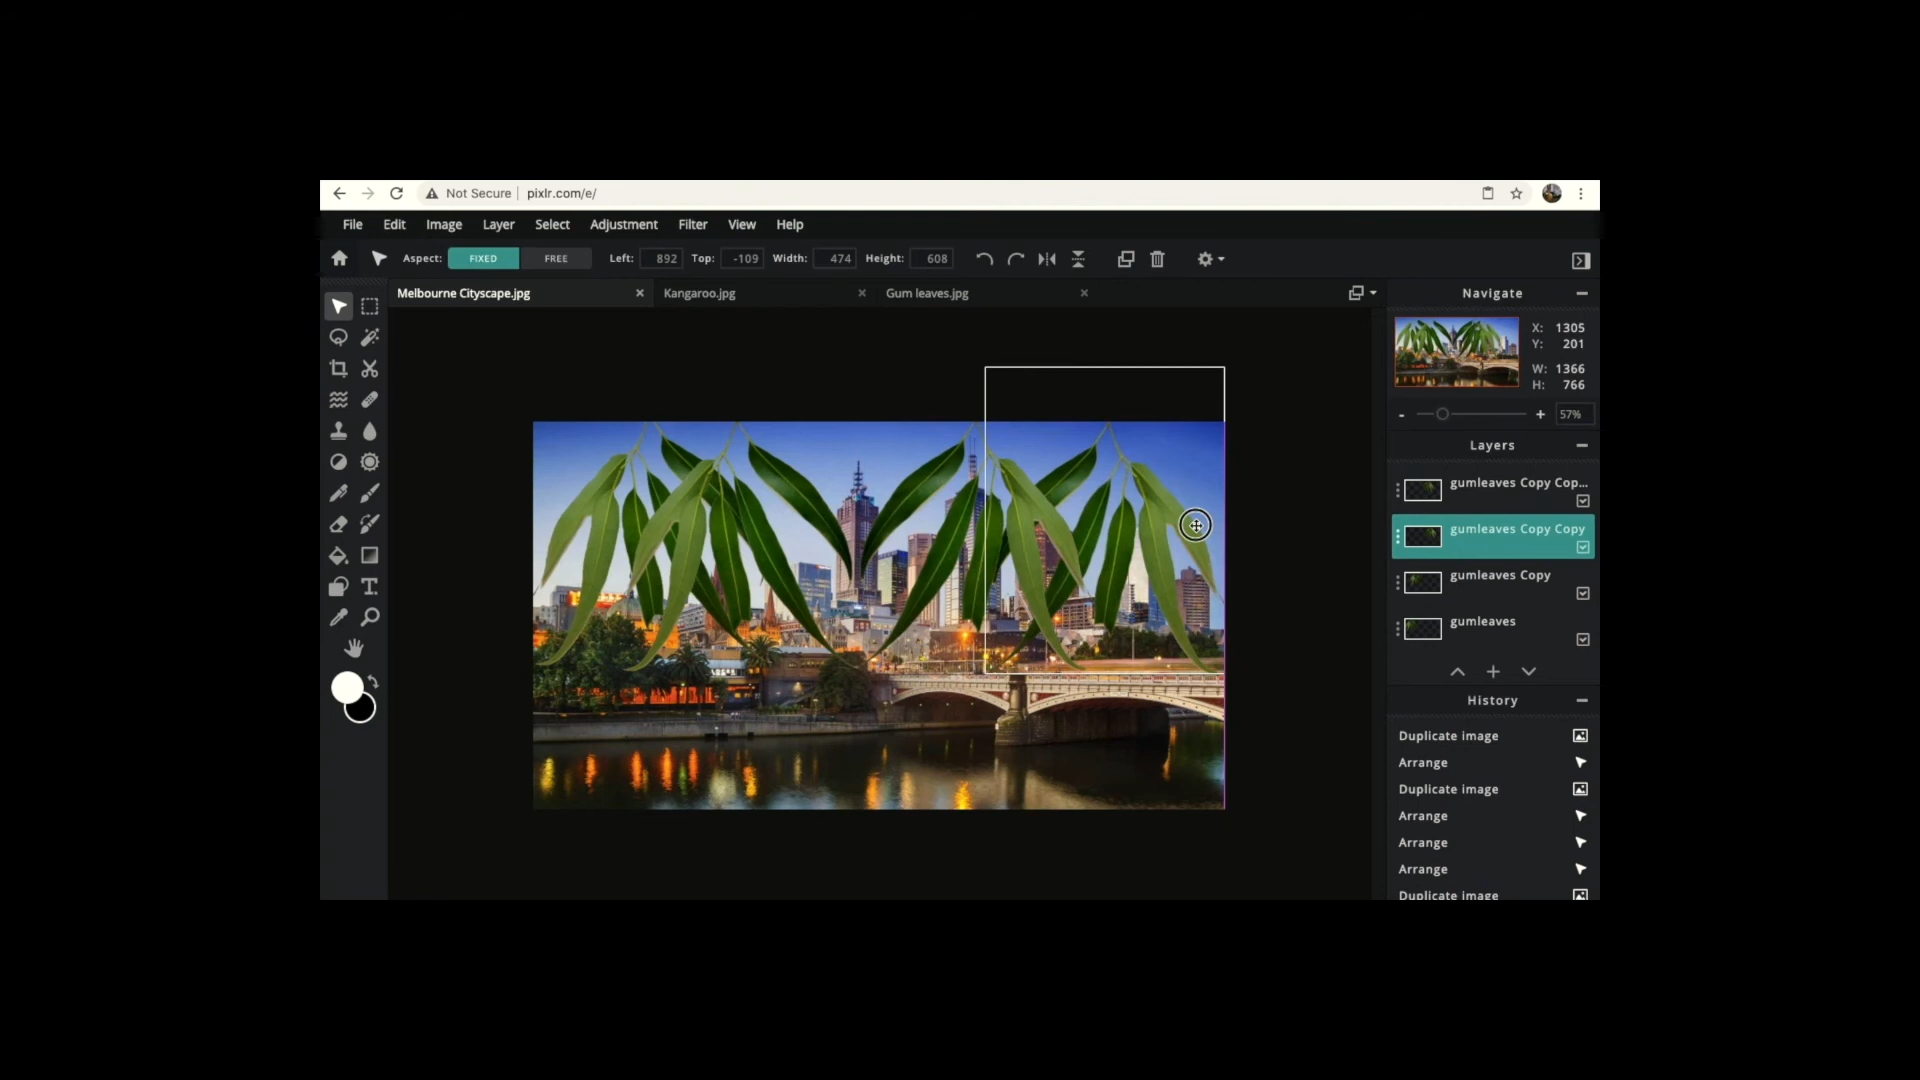 Not Secure pixlr.com/e/
File Edit Image Layer Select Adjustment Filter View Help
Aspect: FIXED FREE Left: 892 Top: -109 Width: 474 Height: 608
Melbourne Cityscape.jpg Kangaroo.jpg Gum leaves.jpg Navigate
X: 1305
Y: 201
W: 1366
H: 766
- + 57%
Layers
gumleaves Copy Cop...
gumleaves Copy Copy
gumleaves Copy
gumleaves
History
Duplicate image
Arrange
Duplicate image
Arrange
Arrange
Arrange
Duplicate image